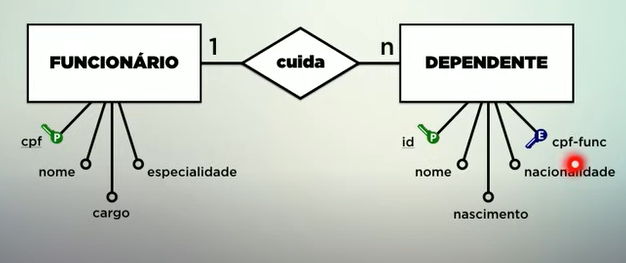 FUNCIONÁRIO
1
cuida
n
DEPENDENTE
cpf
P
nome
cargo
especialidade
id
P
nome
nascimento
nacionalidade
E
cpf-func